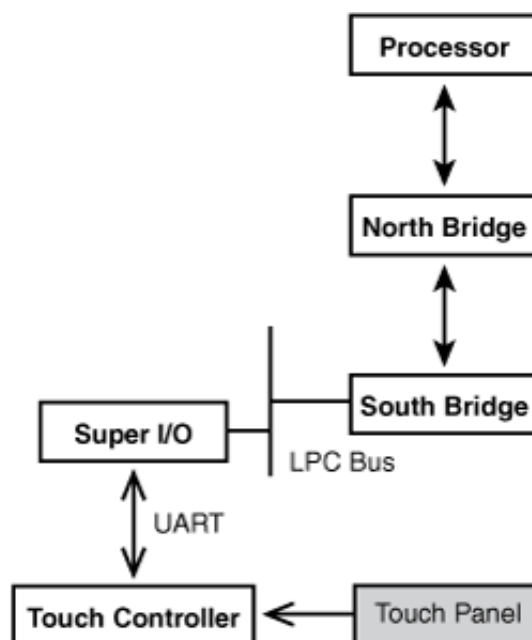 Processor
North Bridge
South Bridge
Super I/O
LPC Bus
UART
Touch Controller
Touch Panel